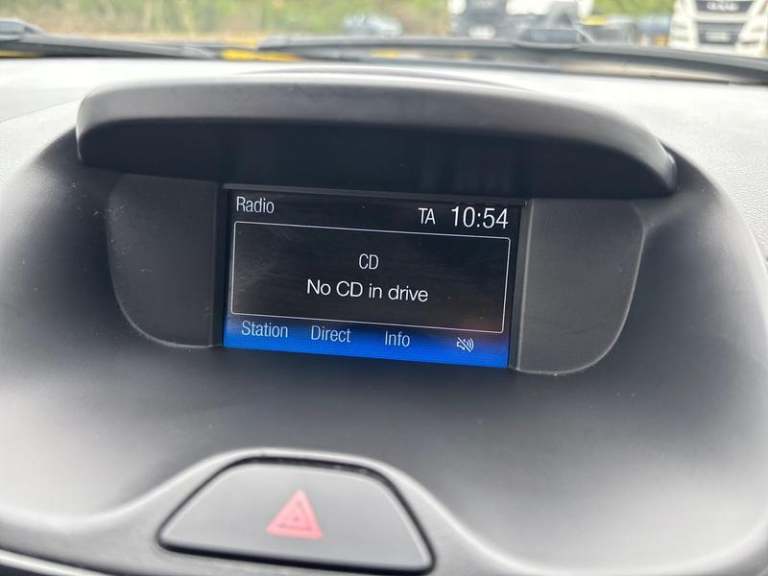 Radio
TA 10:54
CD
No CD in drive
Station Direct Info